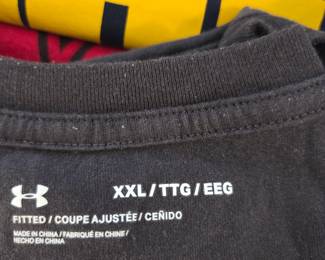 XXL / TTG / EEG
FITTED / COUPE AJUSTÉE / CEÑIDO
MADE IN CHINA / FABRIQUÉ EN CHINE /
HECHO EN CHINA